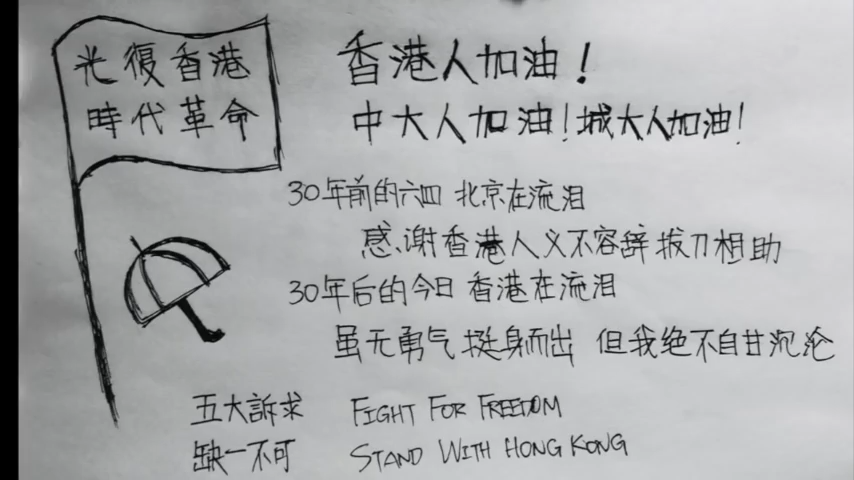 光復香港
時代革命
香港人加油!
中大人加油!城大人加油!
30年前的六四 北京在流泪
感谢香港人义不容辞 拔刀相助
30年后的今日 香港在流泪
虽无勇气挺身而出 但我绝不自甘沉沦
五大訴求 FIGHT FOR FREEDOM
缺一不可 STAND WITH HONG KONG